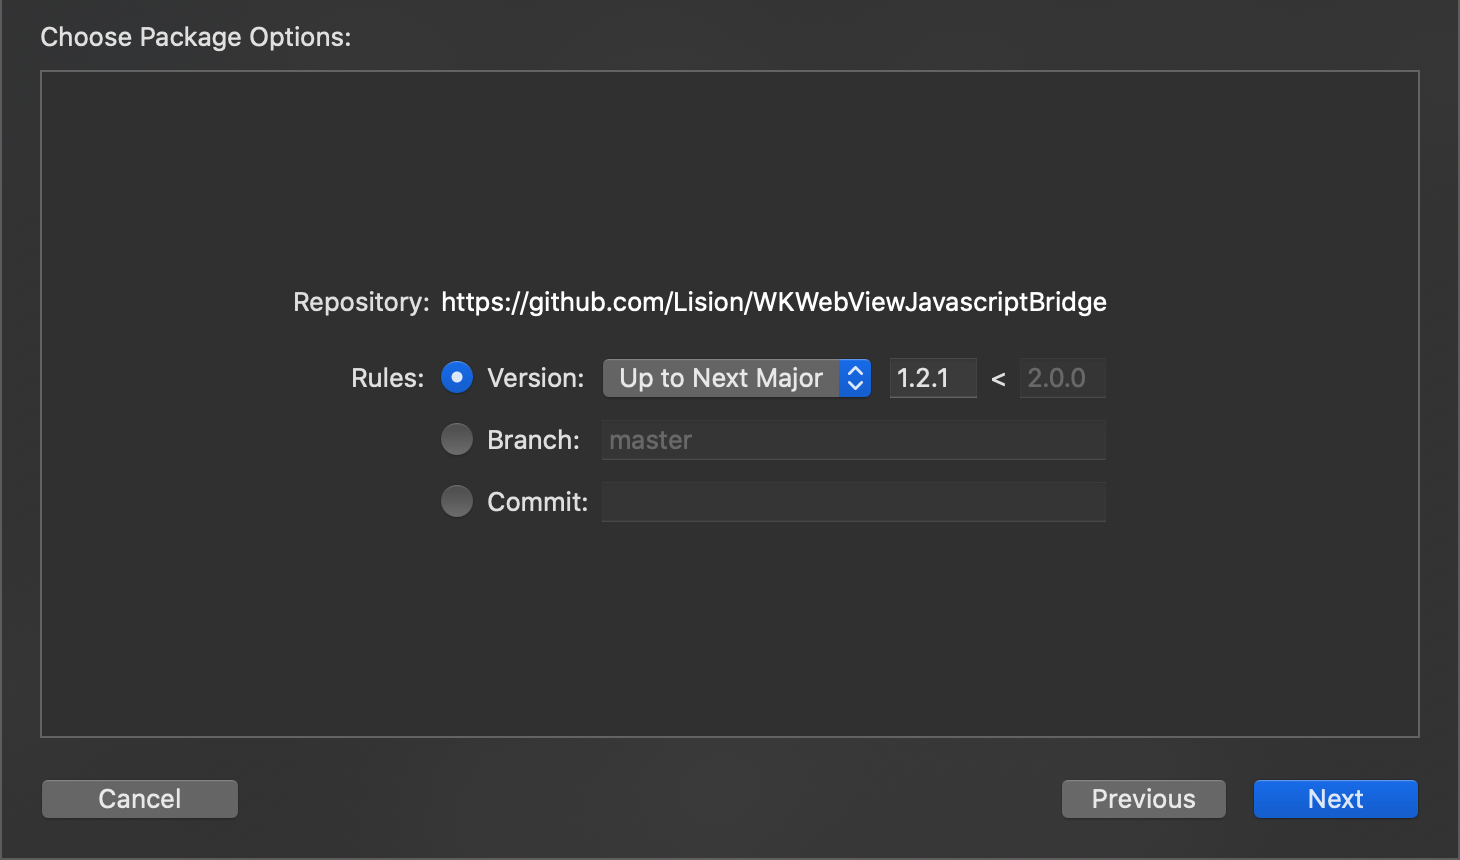 Choose Package Options:
Repository: https://github.com/Lision/WKWebViewJavascriptBridge
Rules: Version: Up to Next Major 1.2.1 < 2.0.0
Branch: master
Commit:
Cancel Previous Next